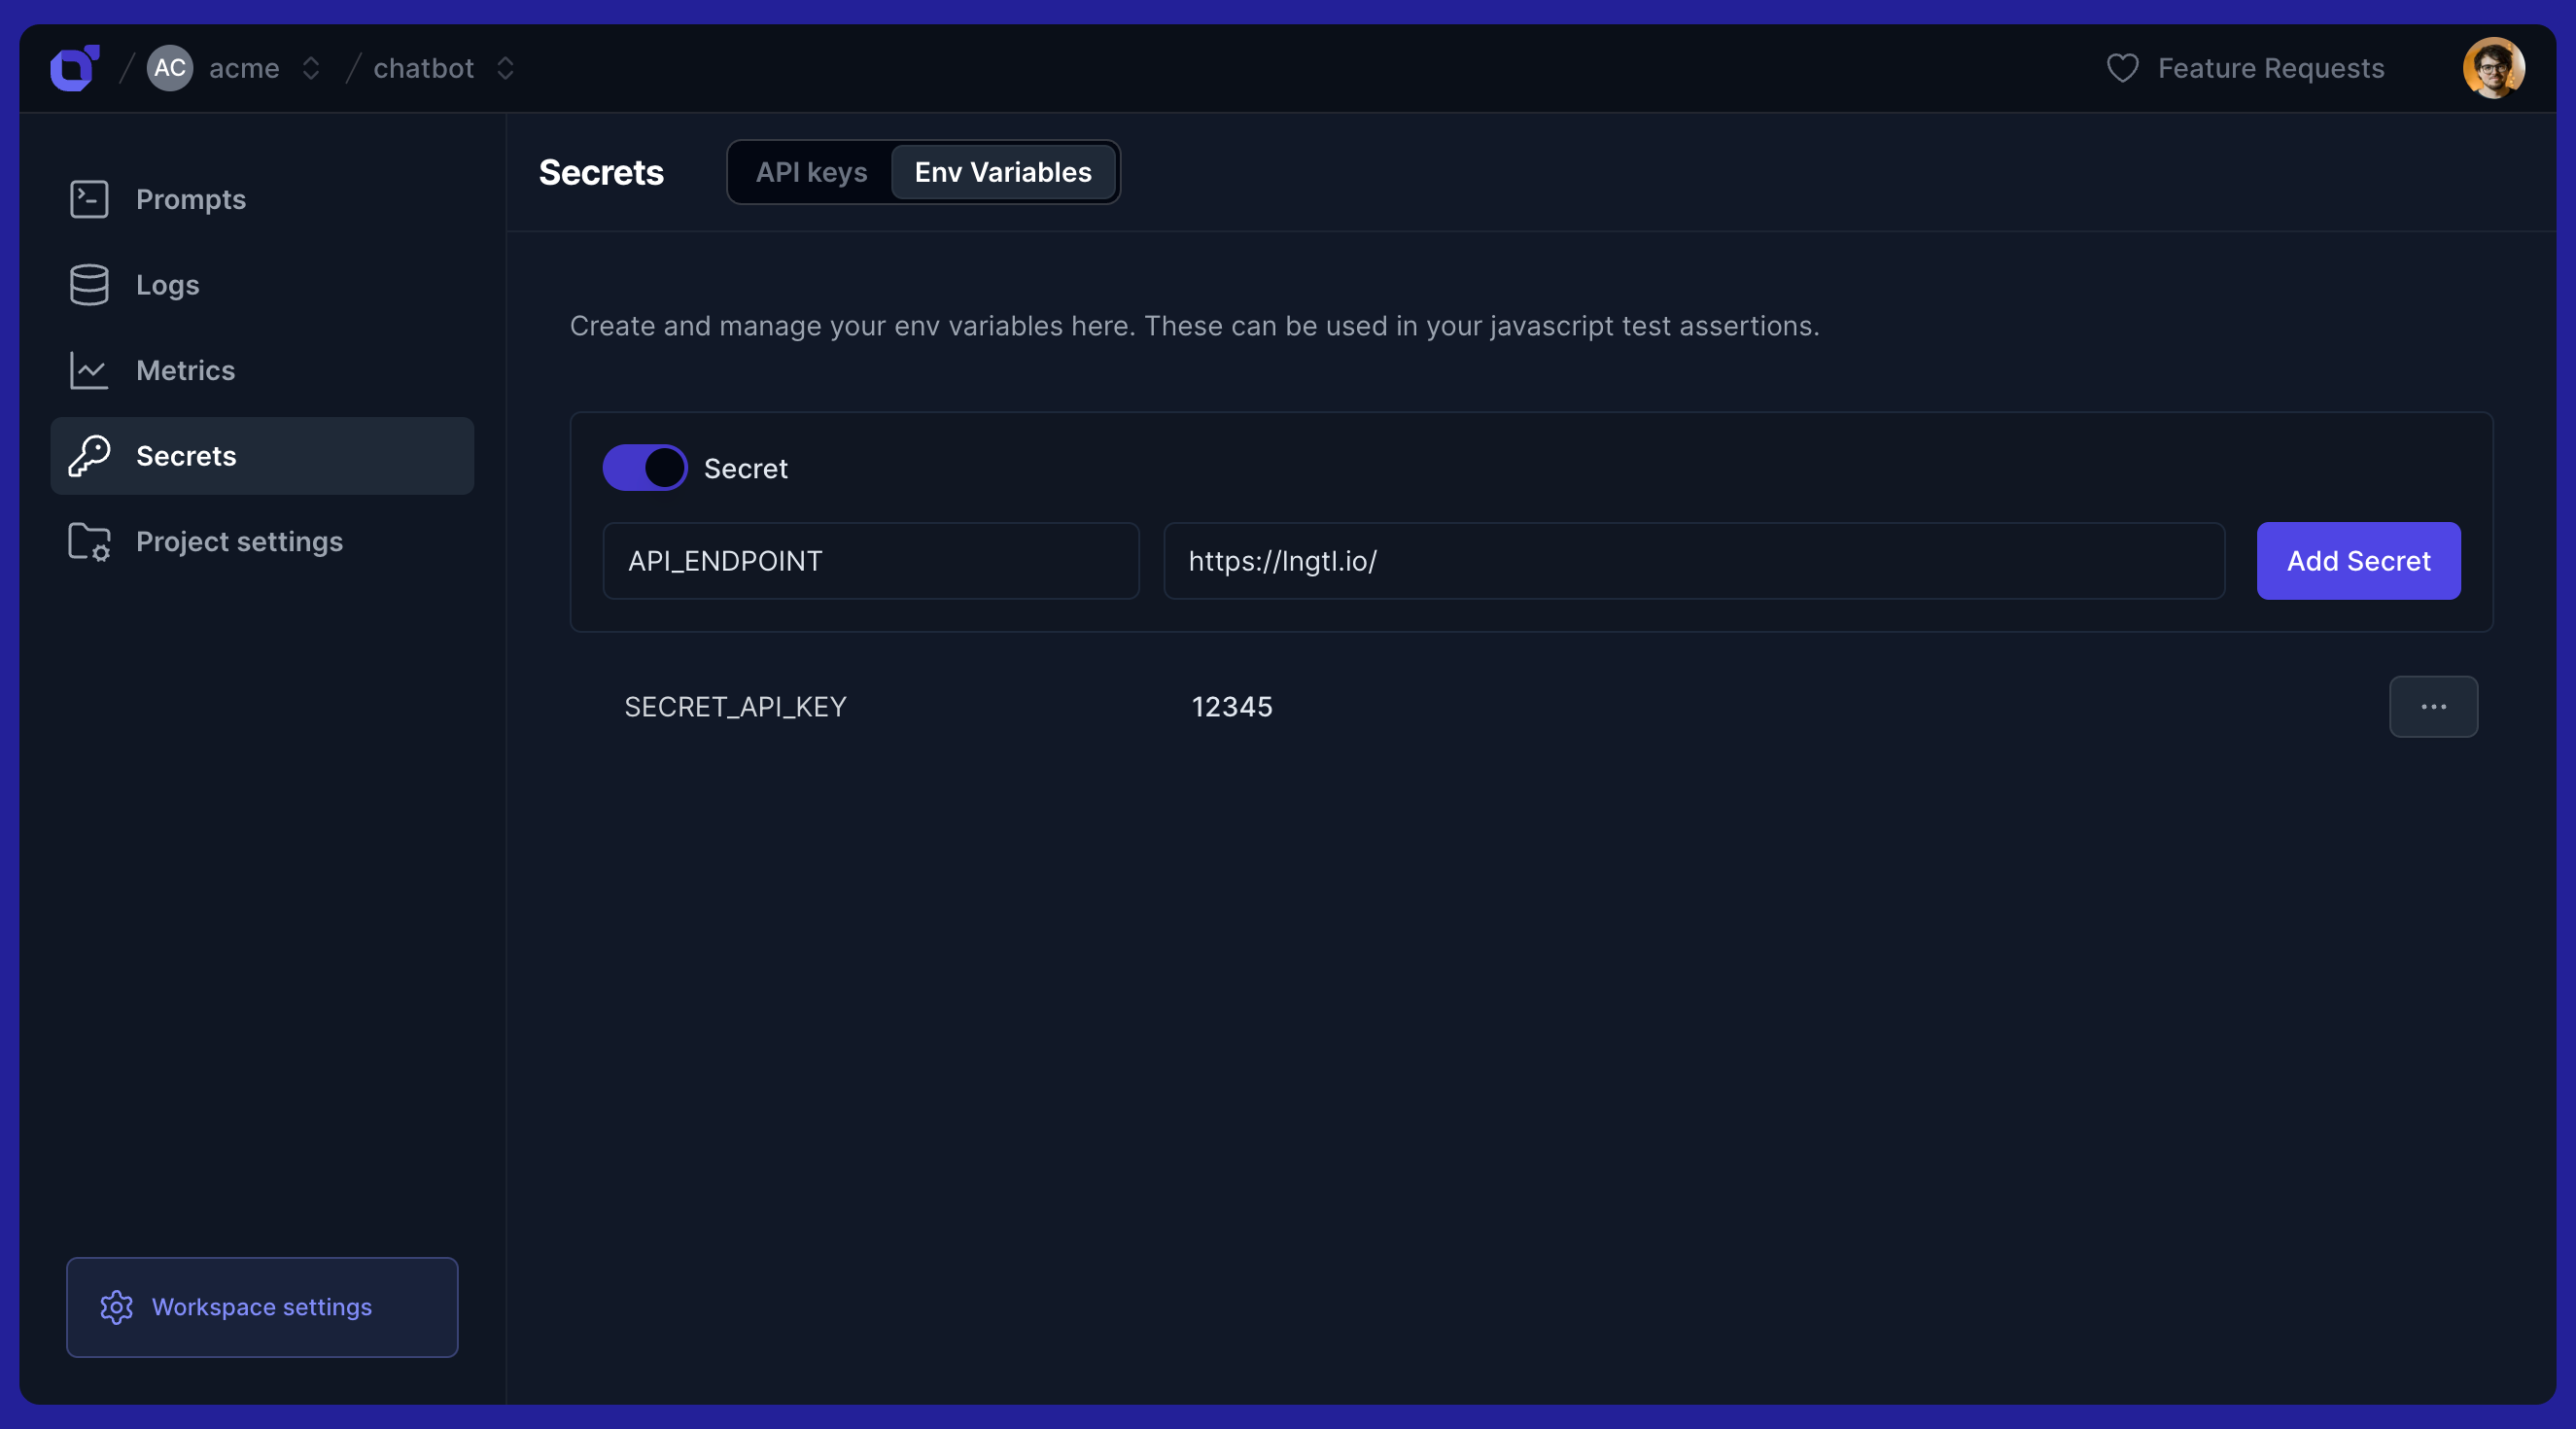 AC acme chatbot Feature Requests
Prompts
Logs
Metrics
Secrets
Project settings
Workspace settings
Secrets API keys Env Variables
Create and manage your env variables here. These can be used in your javascript test assertions.
Secret
API_ENDPOINT https://lngtl.io/ Add Secret
SECRET_API_KEY 12345